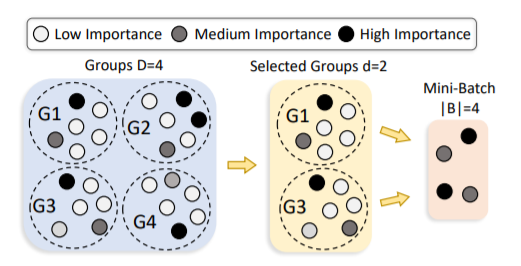 Low Importance Medium Importance High Importance
Groups D=4
Selected Groups d=2
Mini-Batch
|B|=4
G1
G2
G3
G4
G1
G3